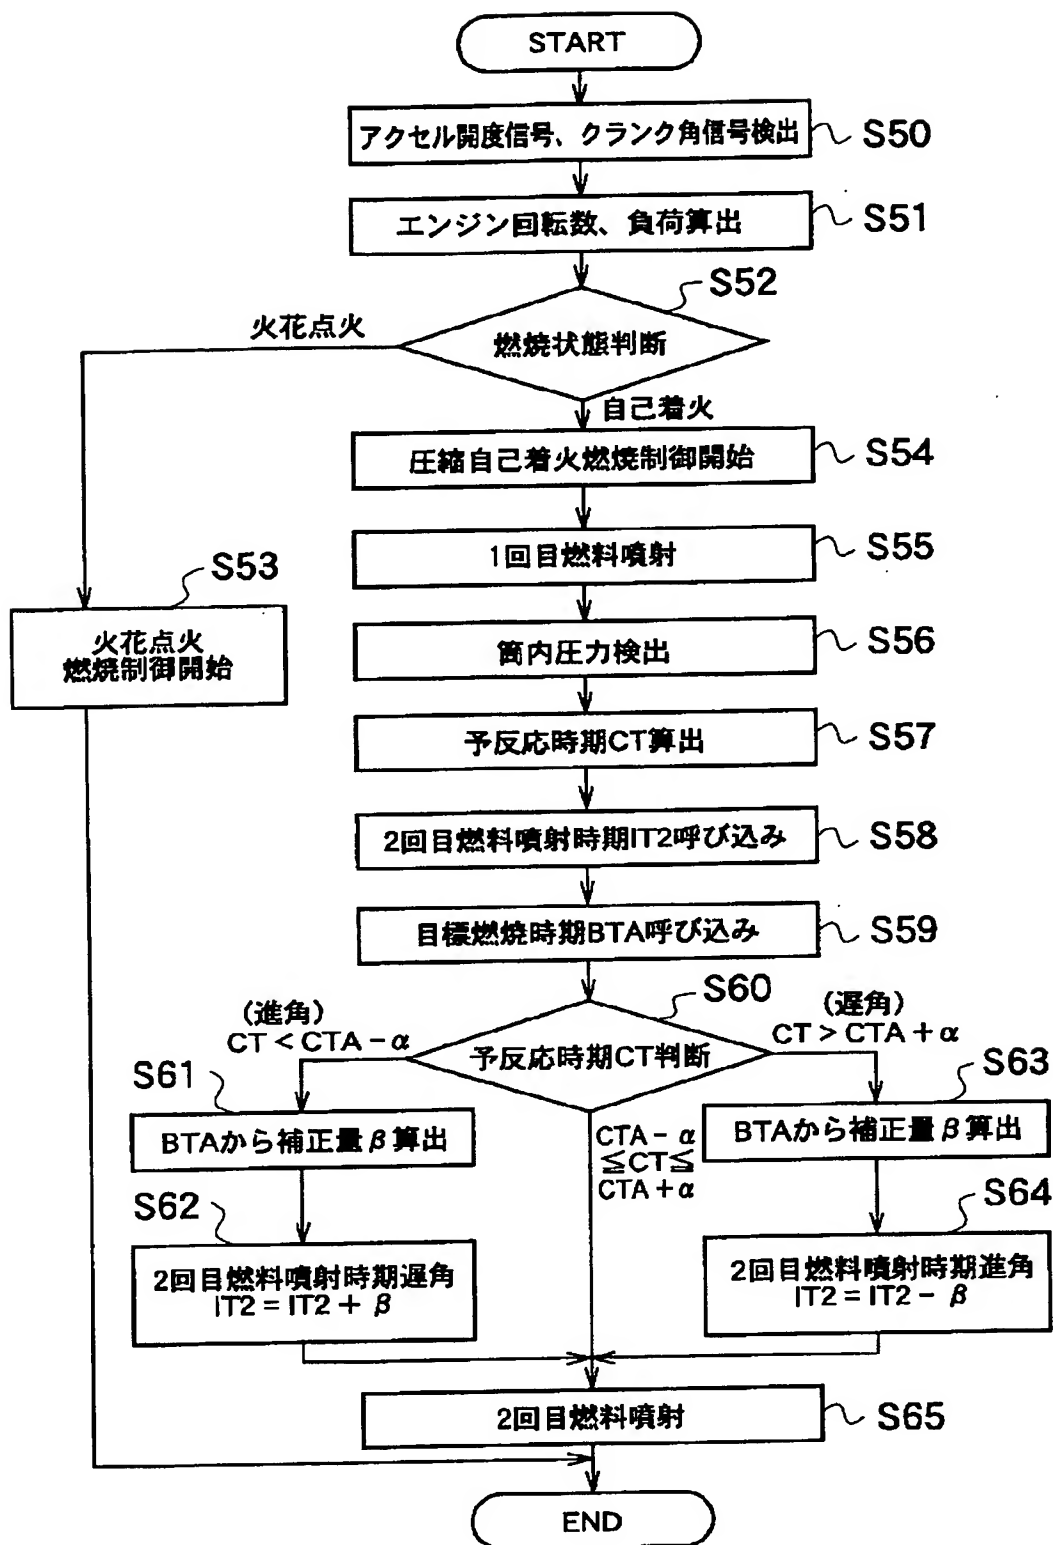 START
アクセル開度信号、クランク角信号検出
S50
エンジン回転数、負荷算出
S51
S52
火花点火
燃焼状態判断
自己着火
圧縮自己着火燃焼制御開始
S54
1回目燃料噴射
S55
S53
火花点火
燃焼制御開始
筒内圧力検出
S56
予反応時期CT算出
S57
2回目燃料噴射時期IT2呼び込み
S58
目標燃焼時期BTA呼び込み
S59
S60
(進角)
CT < CTA - α
(遅角)
CT > CTA + α
予反応時期CT判断
S61
BTAから補正量β算出
CTA - α
≦CT≦
CTA + α
S63
BTAから補正量β算出
S62
2回目燃料噴射時期遅角
IT2 = IT2 + β
S64
2回目燃料噴射時期進角
IT2 = IT2 - β
2回目燃料噴射
S65
END